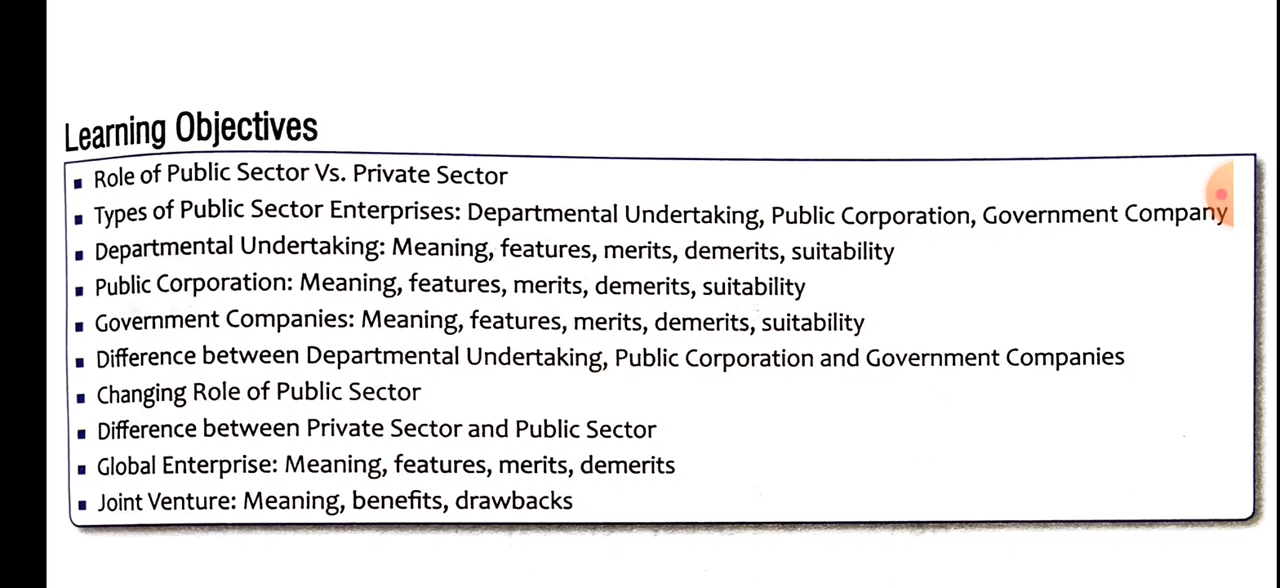 Learning Objectives
▪ Role of Public Sector Vs. Private Sector
▪ Types of Public Sector Enterprises: Departmental Undertaking, Public Corporation, Government Company
▪ Departmental Undertaking: Meaning, features, merits, demerits, suitability
▪ Public Corporation: Meaning, features, merits, demerits, suitability
▪ Government Companies: Meaning, features, merits, demerits, suitability
▪ Difference between Departmental Undertaking, Public Corporation and Government Companies
▪ Changing Role of Public Sector
▪ Difference between Private Sector and Public Sector
▪ Global Enterprise: Meaning, features, merits, demerits
▪ Joint Venture: Meaning, benefits, drawbacks